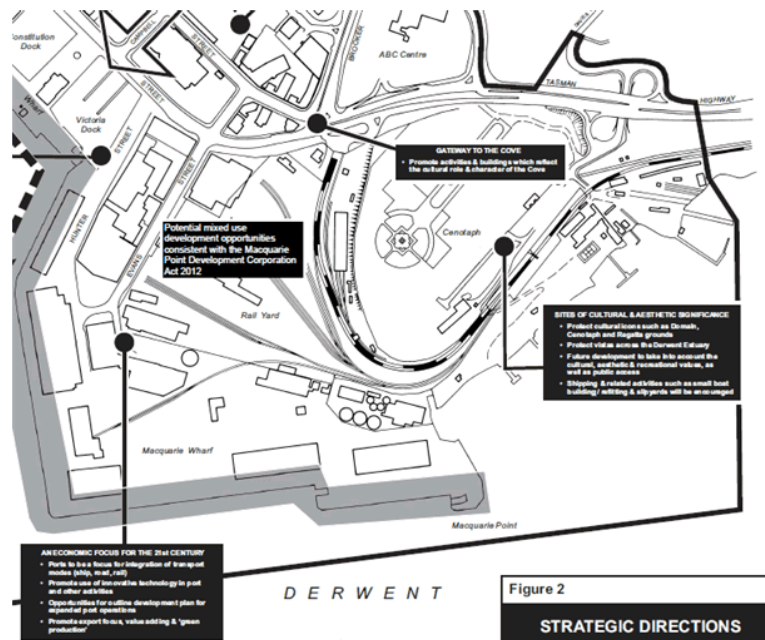 Constitution
Dock
CAMPBELL
STREET
STREET
BROOKER
ABC Centre
TASMAN
HIGHWAY
Wharf
Victoria
Dock
STREET
STREET
GATEWAY TO THE COVE
• Promote activities & buildings which reflect
the cultural role & character of the Cove
HUNTER
Potential mixed use
development opportunities
consistent with the Macquarie
Point Development Corporation
Act 2012
Cenotaph
EVANS
Rail Yard
SITES OF CULTURAL & AESTHETIC SIGNIFICANCE
• Protect cultural icons such as Domain,
Cenotaph and Regatta grounds
• Protect vistas across the Darwent Estuary
• Future development to take into account the
cultural, aesthetic & recreational values, as
well as public access
• Shipping & related activities such as small boat
building / refitting & slipyards will be encouraged
Macquarie Wharf
Macquarie Point
AN ECONOMIC FOCUS FOR THE 21st CENTURY
• Ports to be a focus for integration of transport
modes (ship, road, rail)
• Promote use of innovative technology in port
and other activities
• Opportunities for outline development plan for
expanded port operations
• Promote export focus, value adding & 'green
production'
DERWENT
Figure 2
STRATEGIC DIRECTIONS